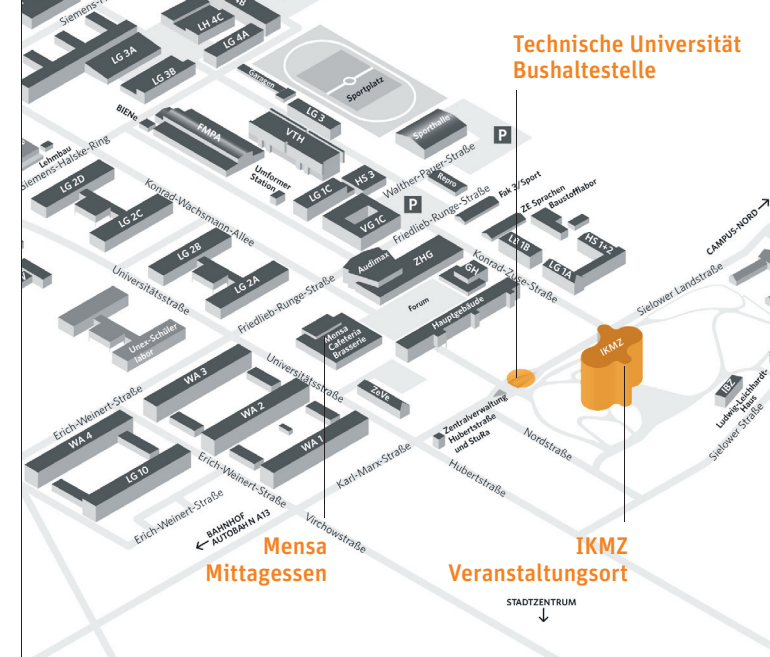 Siemens-
4B
LH 4C
LG 4A
LG 3A
LG 3B
Garagen
Sportplatz
LG 3
BIENe
FMPA
VTH
Sporthalle
P
Technische Universität
Bushaltestelle
Lehmbau
Siemens-Halske-Ring
Umformer
Station
LG 1C
HS 3
Walther-Pauer-Straße
Repro
P
VG 1C
Fak 3/Sport
ZE Sprachen
Baustofflabor
LG 2D
LG 2C
Konrad-Wachsmann-Allee
Friedlieb-Runge-Straße
LG 1B
HS 1+2
LG 1A
CAMPUS-NORD
LG 2B
LG 2A
Audimax
ZHG
GH
Konrad-Zuse-Straße
Sielower Landstraße
Universitätsstraße
Friedlieb-Runge-Straße
Forum
Hauptgebäude
Unex-Schüler
labor
Mensa
Cafeteria
Brasserie
IKMZ
Universitätsstraße
WA 3
WA 2
WA 1
ZeVe
IBZ
Ludwig-Leichhardt-
Haus
Sielower Straße
Erich-Weinert-Straße
WA 4
LG 10
Zentralverwaltung
Hubertstraße
und StuRa
Nordstraße
Karl-Marx-Straße
Hubertstraße
Erich-Weinert-Straße
Erich-Weinert-Straße
BAHNHOF
AUTOBAHN A13
Virchowstraße
Mensa
Mittagessen
IKMZ
Veranstaltungsort
STADTZENTRUM